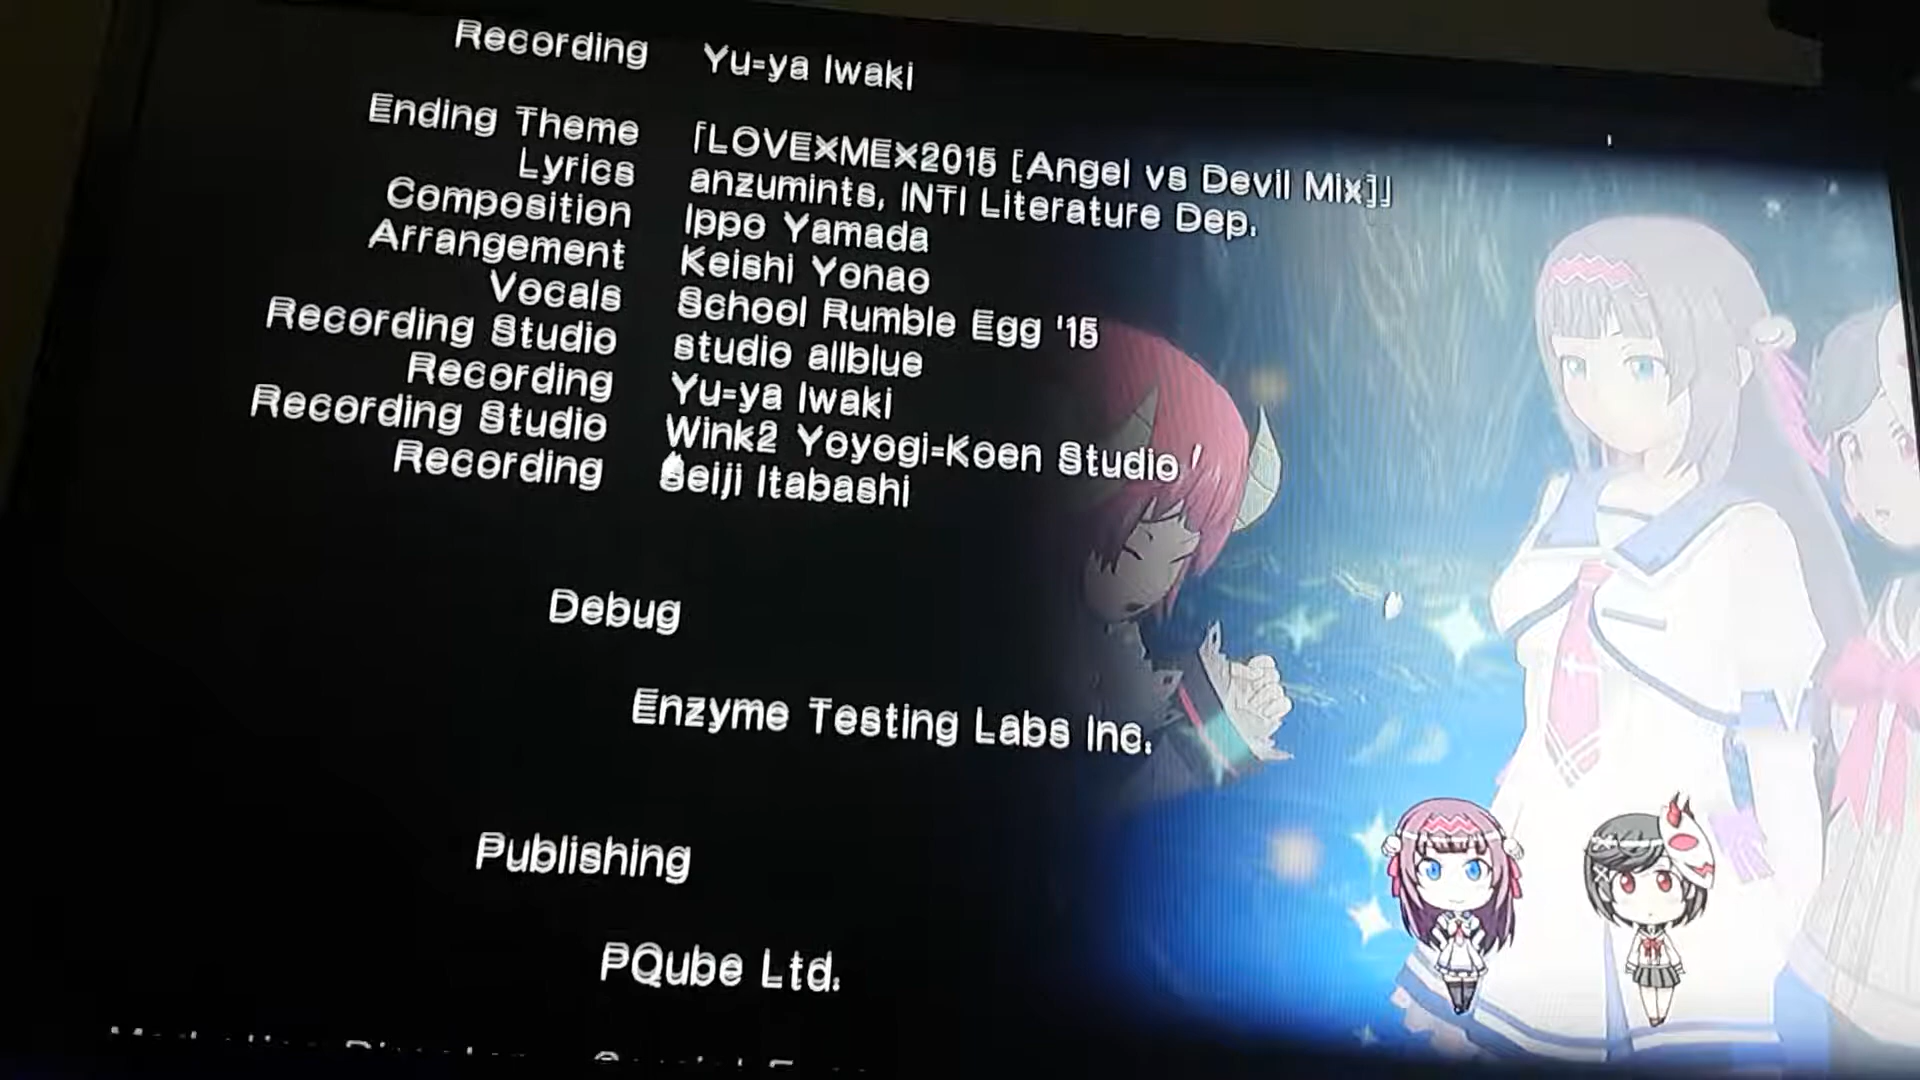 Recording Yu-ya Iwaki
Ending Theme 「LOVE×ME×2015 [Angel vs Devil Mix]」
Lyrics anzumints, INTI Literature Dep.
Composition Ippo Yamada
Arrangement Keishi Yonao
Vocals School Rumble Egg '15
Recording Studio studio allblue
Recording Yu-ya Iwaki
Recording Studio Wink2 Yoyogi-Koen Studio
Recording Seiji Itabashi
Debug
Enzyme Testing Labs Inc.
Publishing
PQube Ltd.